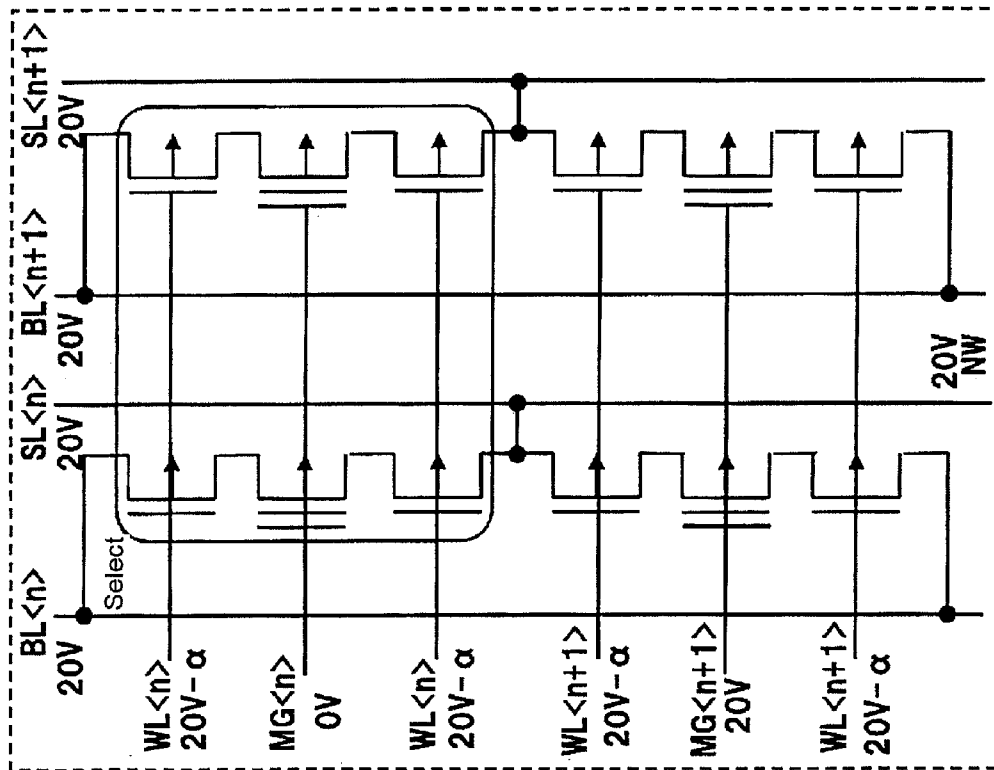 BL<n>
20V
SL<n>
20V
BL<n+1>
20V
SL<n+1>
20V
Select
WL<n>
20V-α
MG<n>
0V
WL<n>
20V-α
WL<n+1>
20V-α
MG<n+1>
20V
WL<n+1>
20V-α
20V
NW